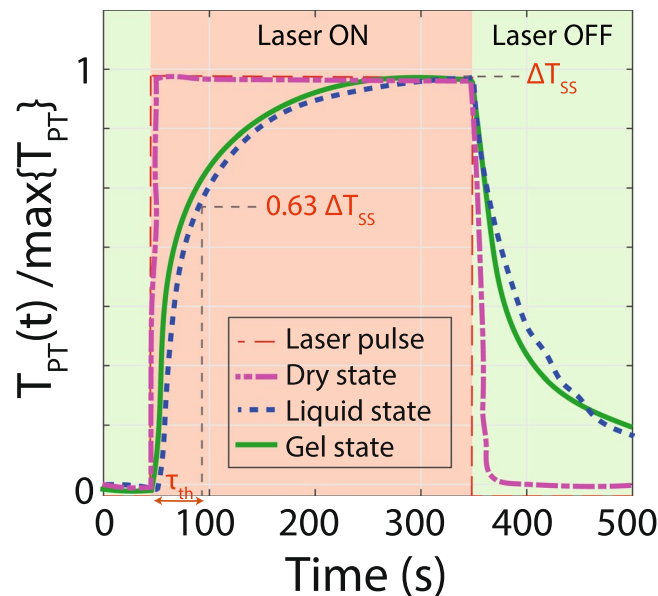 Laser ON
Laser OFF
1
ΔT_SS
0.63 ΔT_SS
T_PT(t) /max{T_PT}
Laser pulse
Dry state
Liquid state
Gel state
τ_th
0
0
100
200
300
400
500
Time (s)